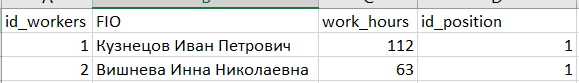 id_workers FIO work_hours id_position
1 Кузнецов Иван Петрович 112 1
2 Вишнева Инна Николаевна 63 1